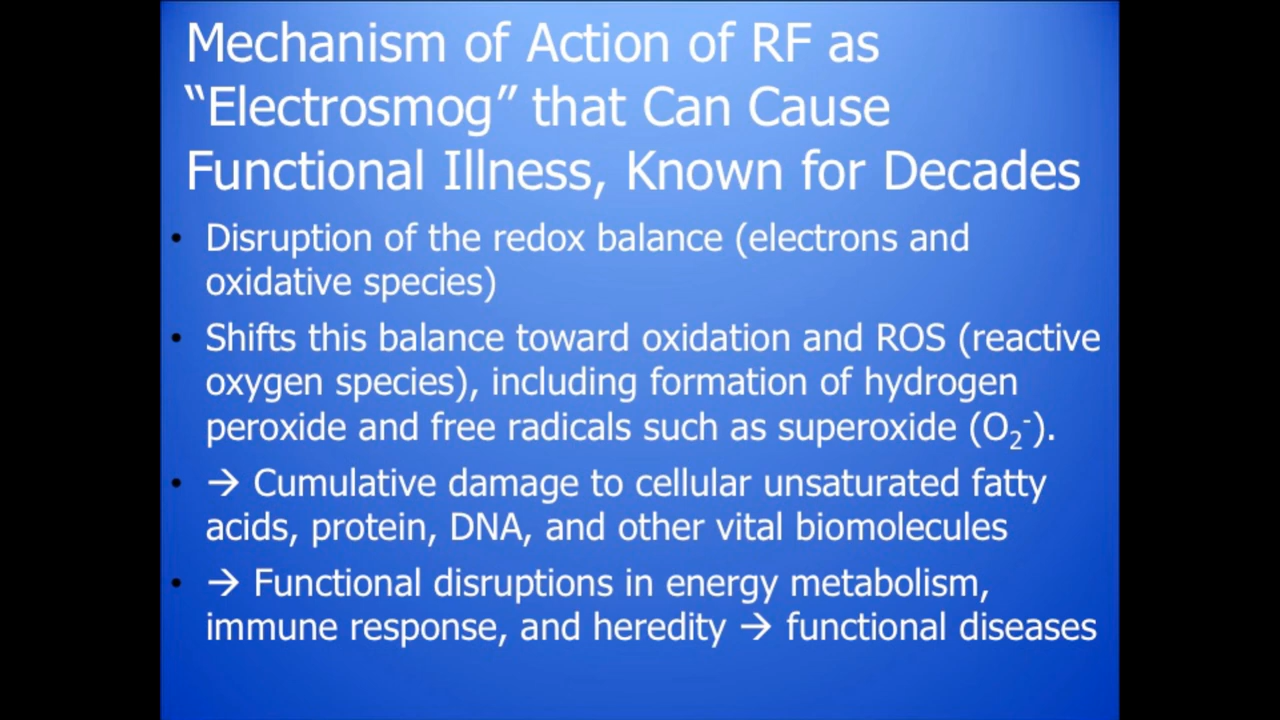 Mechanism of Action of RF as
“Electrosmog” that Can Cause
Functional Illness, Known for Decades
• Disruption of the redox balance (electrons and
oxidative species)
• Shifts this balance toward oxidation and ROS (reactive
oxygen species), including formation of hydrogen
peroxide and free radicals such as superoxide (O₂⁻).
• → Cumulative damage to cellular unsaturated fatty
acids, protein, DNA, and other vital biomolecules
• → Functional disruptions in energy metabolism,
immune response, and heredity → functional diseases